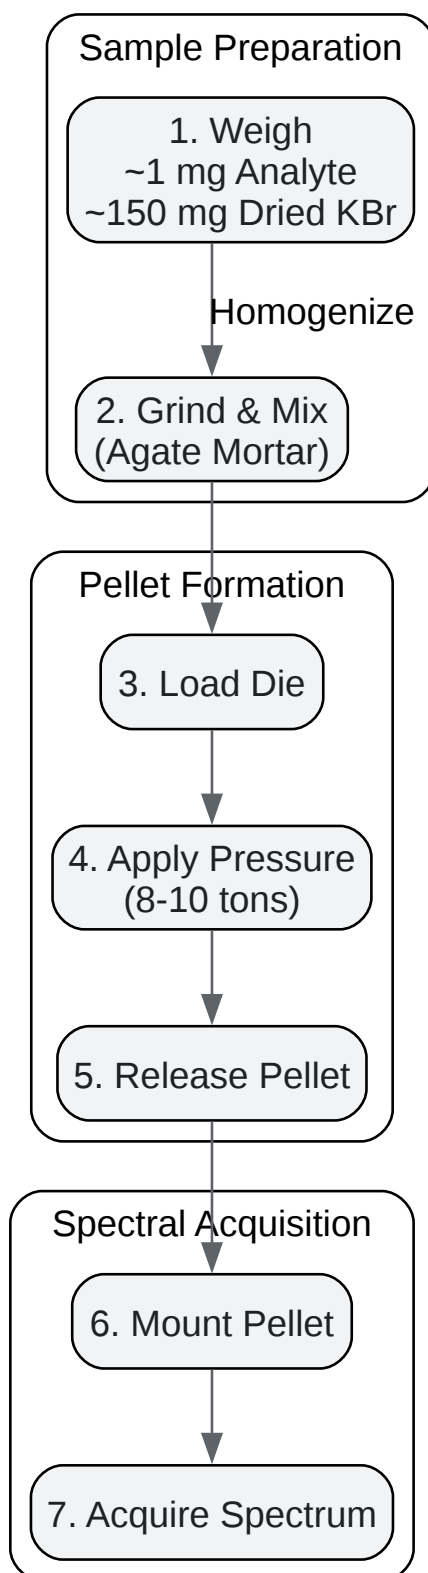 Sample Preparation
1. Weigh
~1 mg Analyte
~150 mg Dried KBr
Homogenize
2. Grind & Mix
(Agate Mortar)
Pellet Formation
3. Load Die
4. Apply Pressure
(8-10 tons)
5. Release Pellet
Spectral Acquisition
6. Mount Pellet
7. Acquire Spectrum